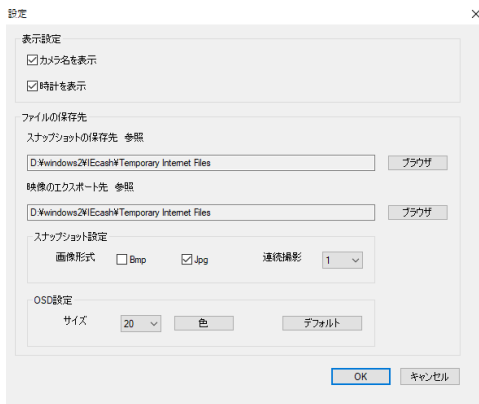 設定
表示設定
カメラ名を表示
時計を表示
ファイルの保存先
スナップショットの保存先 参照
D:¥windows2¥IEcash¥Temporary Internet Files
ブラウザ
映像のエクスポート先 参照
D:¥windows2¥IEcash¥Temporary Internet Files
ブラウザ
スナップショット設定
画像形式 Bmp Jpg 連続撮影 1
OSD設定
サイズ 20 色 デフォルト
OK キャンセル